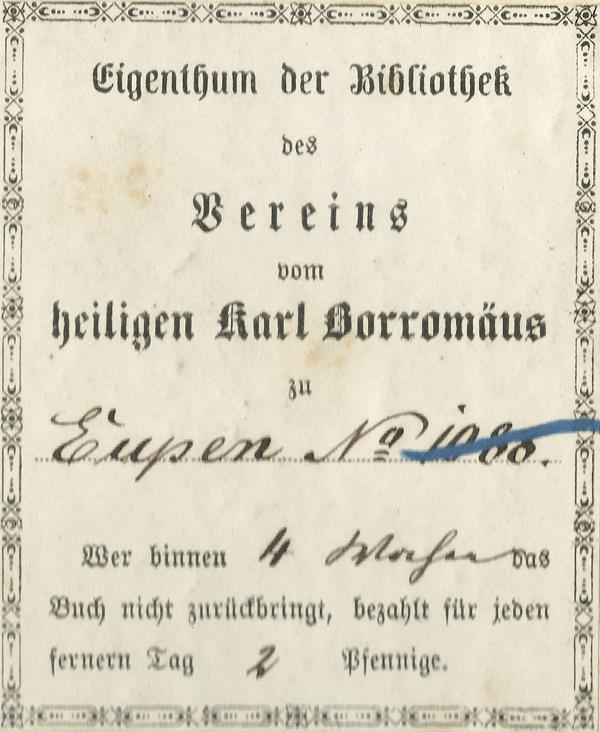 Eigenthum der Bibliothek
des
Vereins
vom
heiligen Karl Borromäus
zu
Eupen No
Wer binnen 4 Wochen das
Buch nicht zurückbringt, bezahlt für jeden
fernern Tag 2 Pfennige.